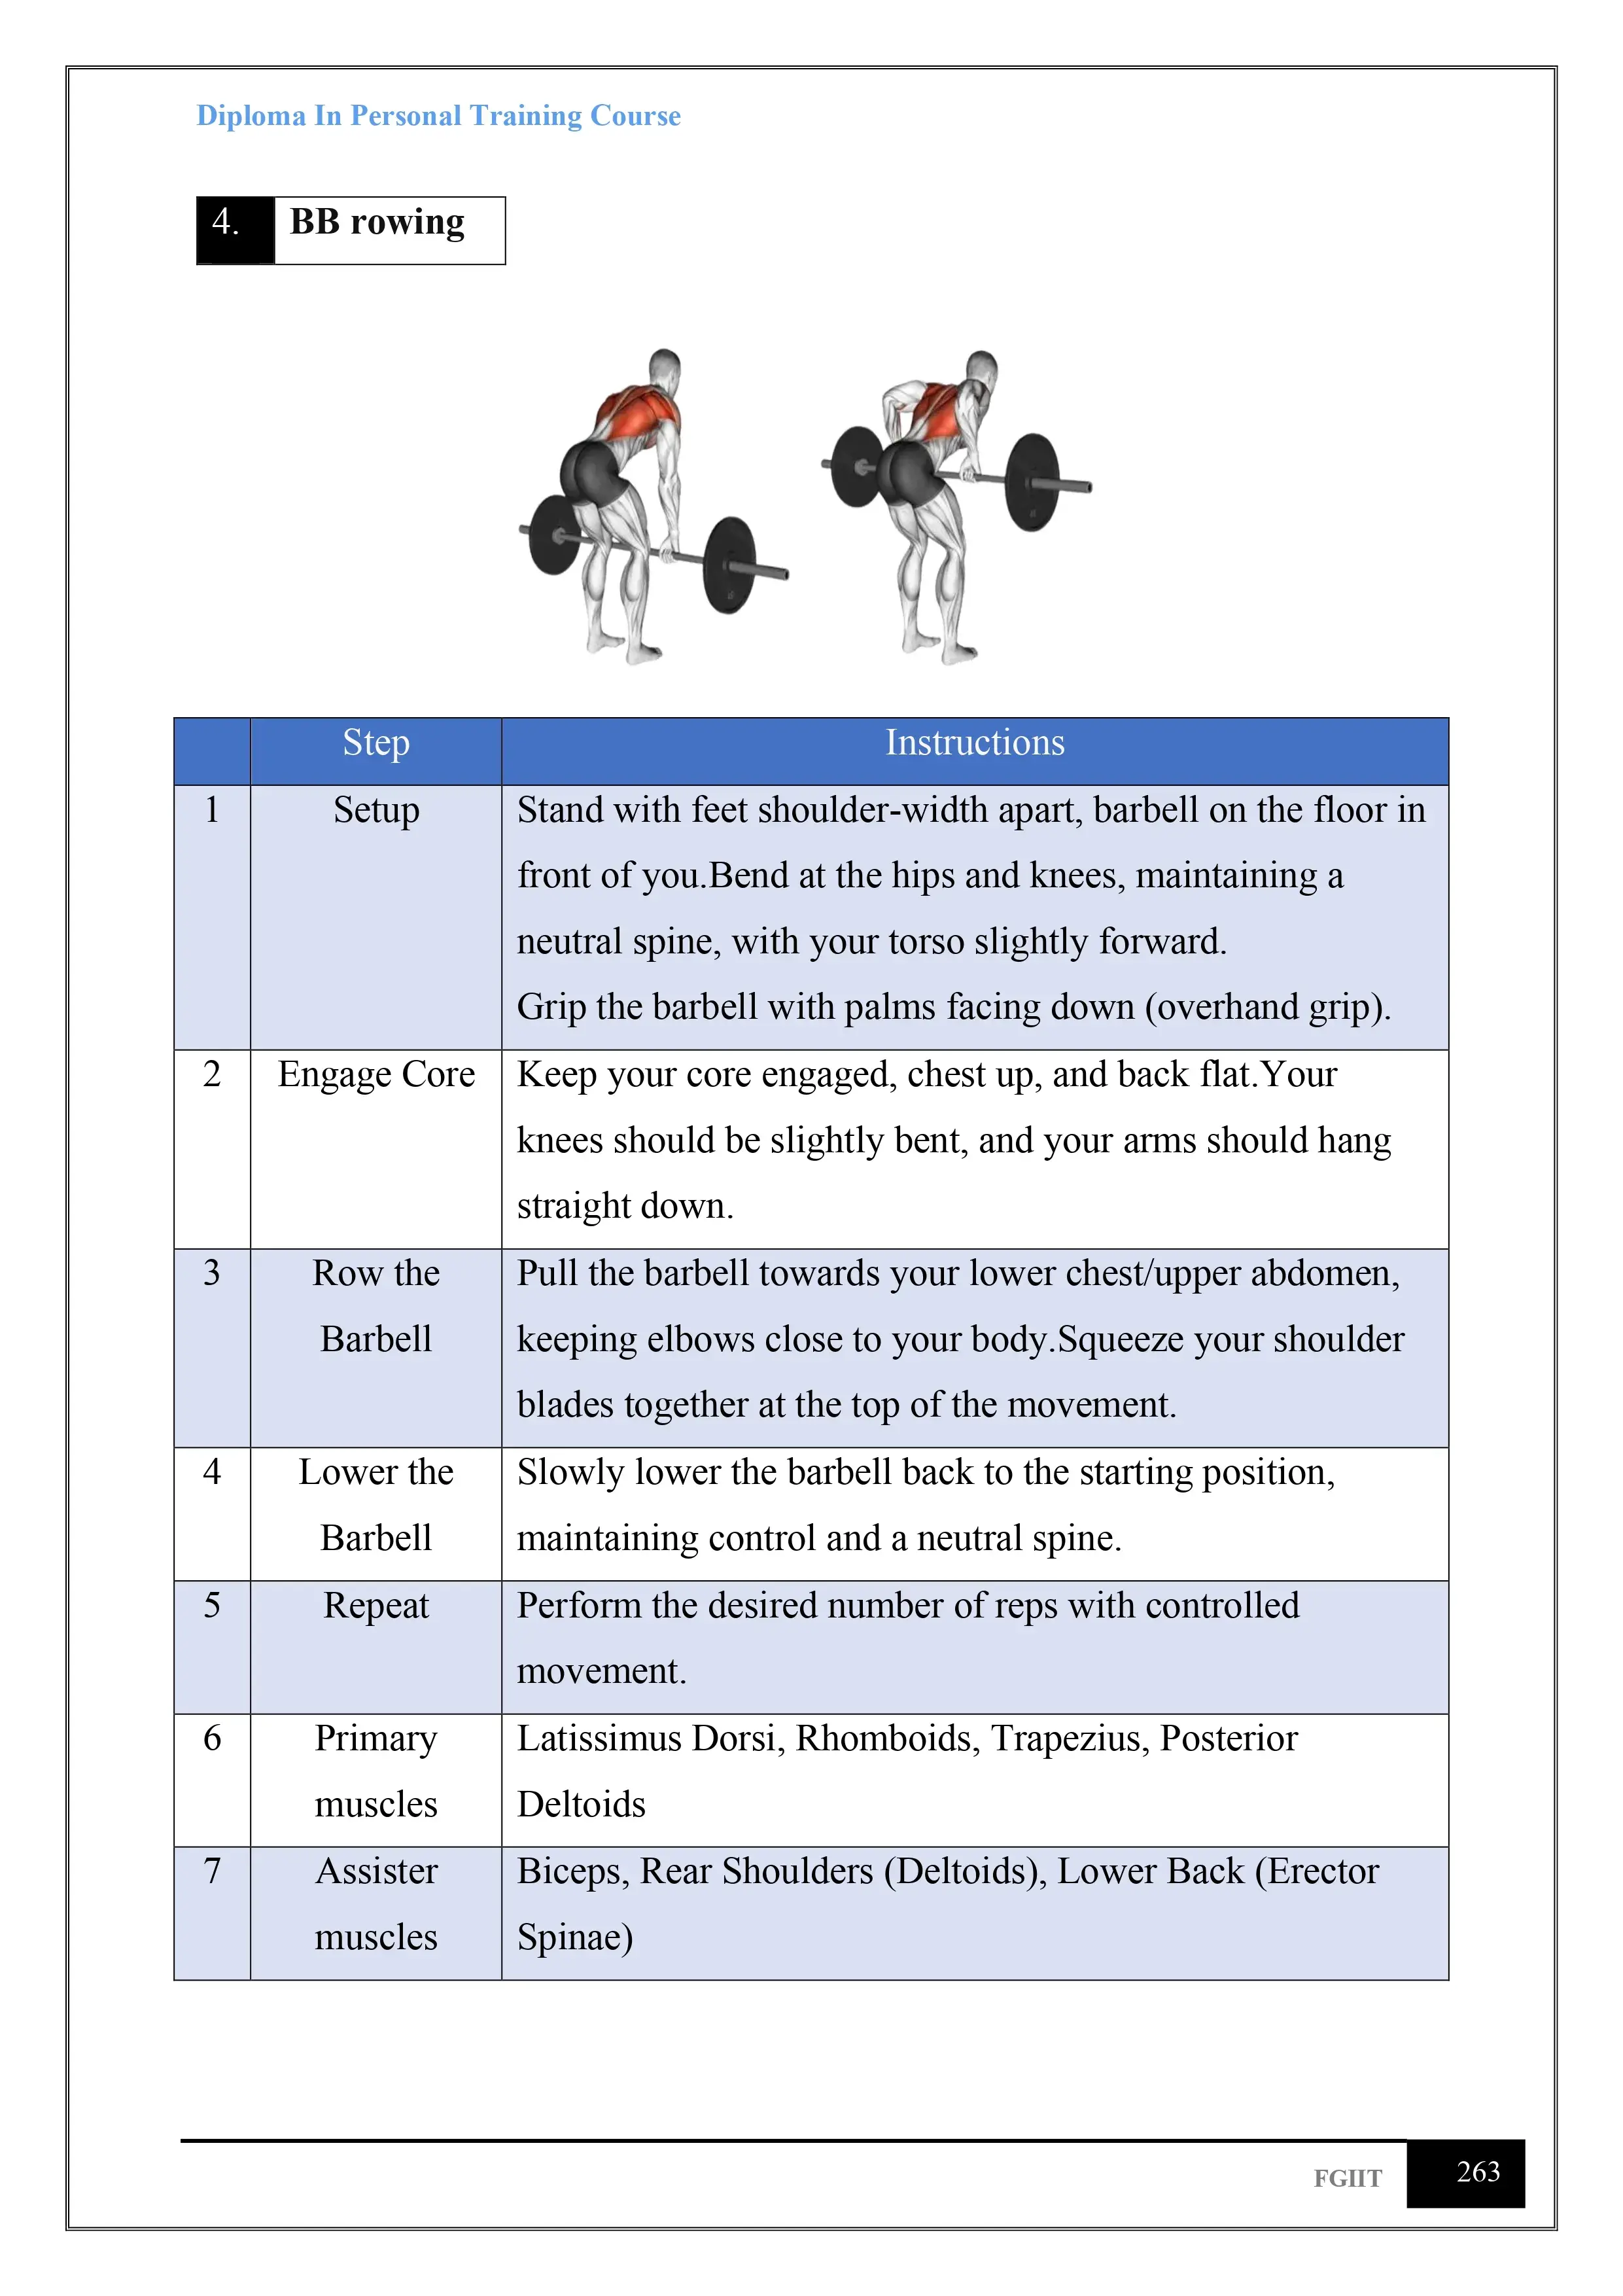 Diploma In Personal Training Course
4. BB rowing
Step Instructions
1 Setup Stand with feet shoulder-width apart, barbell on the floor in
front of you.Bend at the hips and knees, maintaining a
neutral spine, with your torso slightly forward.
Grip the barbell with palms facing down (overhand grip).
2 Engage Core Keep your core engaged, chest up, and back flat.Your
knees should be slightly bent, and your arms should hang
straight down.
3 Row the Pull the barbell towards your lower chest/upper abdomen,
Barbell keeping elbows close to your body.Squeeze your shoulder
blades together at the top of the movement.
4 Lower the Slowly lower the barbell back to the starting position,
Barbell maintaining control and a neutral spine.
5 Repeat Perform the desired number of reps with controlled
movement.
6 Primary Latissimus Dorsi, Rhomboids, Trapezius, Posterior
muscles Deltoids
7 Assister Biceps, Rear Shoulders (Deltoids), Lower Back (Erector
muscles Spinae)
FGIIT 263